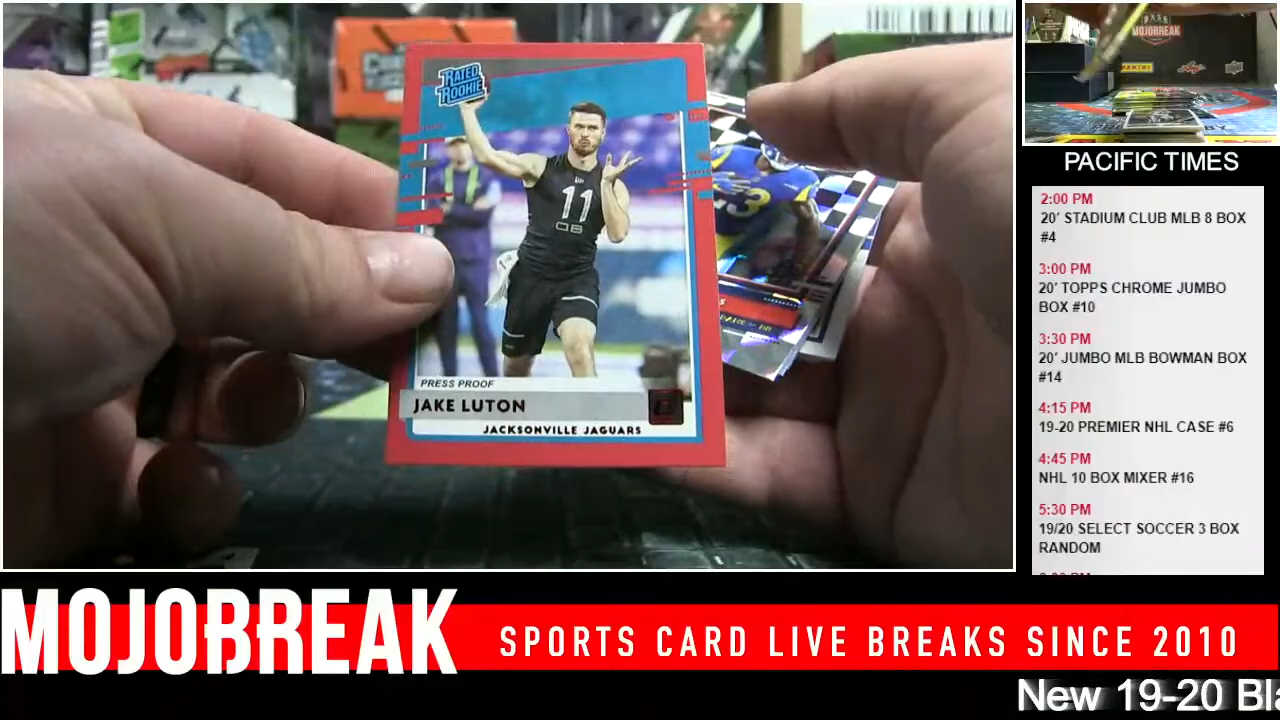 RATED
ROOKIE
11
QB
PRESS PROOF
JAKE LUTON
JACKSONVILLE JAGUARS
MOJOBREAK
PANINI
PACIFIC TIMES
2:00 PM
20' STADIUM CLUB MLB 8 BOX
#4
3:00 PM
20' TOPPS CHROME JUMBO
BOX #10
3:30 PM
20' JUMBO MLB BOWMAN BOX
#14
4:15 PM
19-20 PREMIER NHL CASE #6
4:45 PM
NHL 10 BOX MIXER #16
5:30 PM
19/20 SELECT SOCCER 3 BOX
RANDOM
MOJOBREAK
SPORTS CARD LIVE BREAKS SINCE 2010
New 19-20